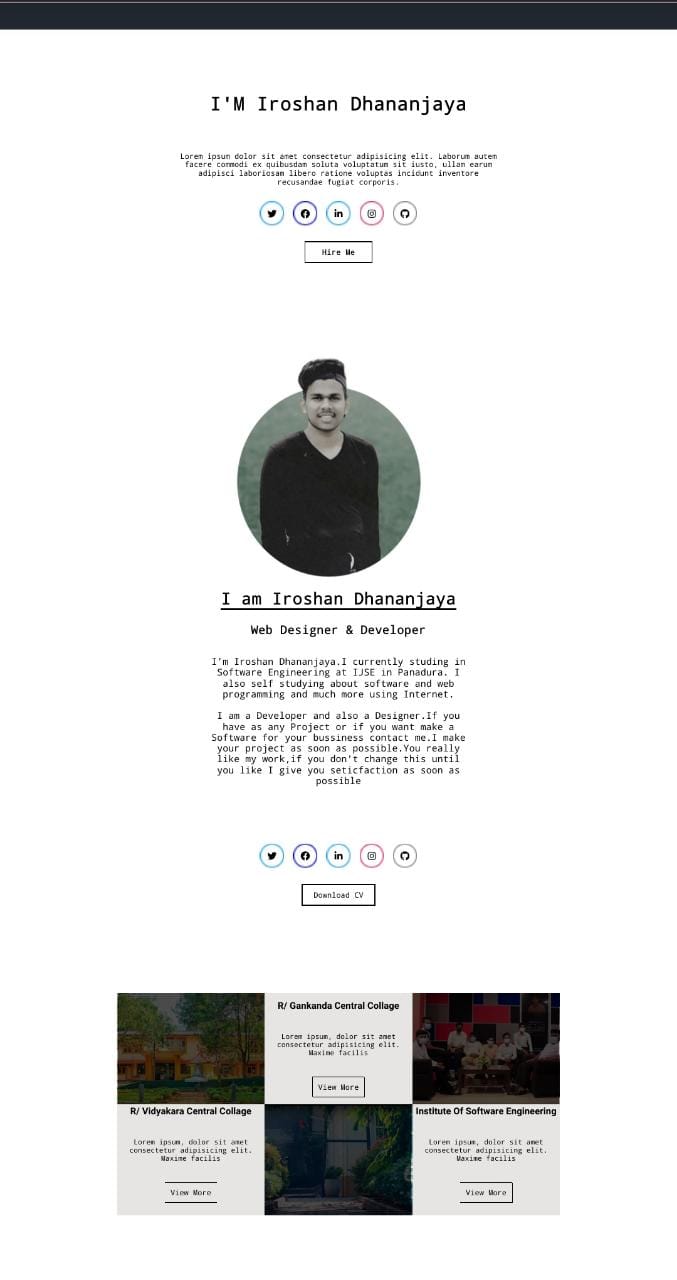 I'M Iroshan Dhananjaya
Lorem ipsum dolor sit amet consectetur adipisicing elit. Laborum autem
facere commodi ex quibusdam soluta voluptatum sit iusto, ullam earum
adipisci laboriosam libero ratione voluptas incidunt inventore
recusandae fugiat corporis.
in
Hire Me
I am Iroshan Dhananjaya
Web Designer & Developer
I'm Iroshan Dhananjaya.I currently studing in
Software Engineering at IJSE in Panadura. I
also self studying about software and web
programming and much more using Internet.
I am a Developer and also a Designer.If you
have as any Project or if you want make a
Software for your bussiness contact me.I make
your project as soon as possible.You really
like my work,if you don't change this until
you like I give you seticfaction as soon as
possible
in
Download CV
R/ Gankanda Central Collage
Lorem ipsum, dolor sit amet
consectetur adipisicing elit.
Maxime facilis
View More
R/ Vidyakara Central Collage
Lorem ipsum, dolor sit amet
consectetur adipisicing elit.
Maxime facilis
View More
Institute Of Software Engineering
Lorem ipsum, dolor sit amet
consectetur adipisicing elit.
Maxime facilis
View More